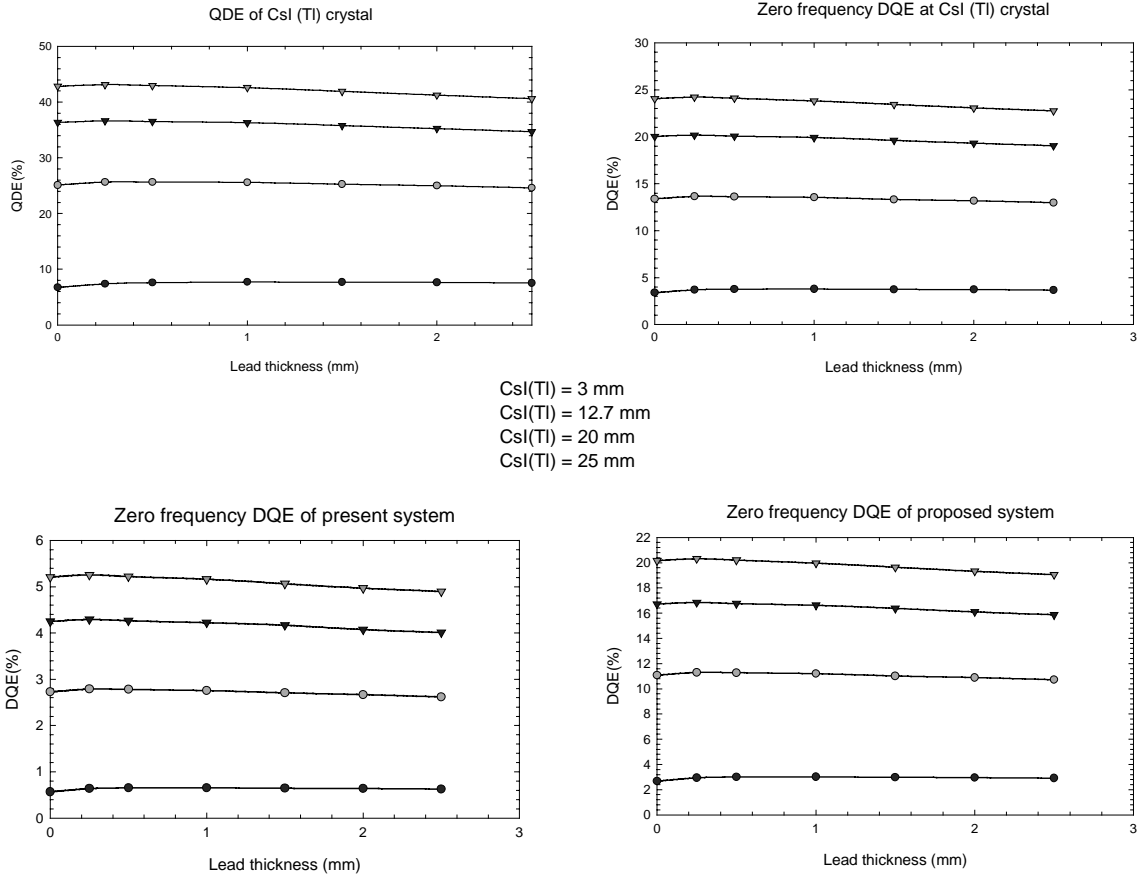 QDE of CsI (Tl) crystal
50
40
30
20
10
0
QDE(%)
0
1
2
Lead thickness (mm)
Zero frequency DQE at CsI (Tl) crystal
30
25
20
15
10
5
0
DQE(%)
0
1
2
3
Lead thickness (mm)
CsI(Tl) = 3 mm
CsI(Tl) = 12.7 mm
CsI(Tl) = 20 mm
CsI(Tl) = 25 mm
Zero frequency DQE of present system
6
5
4
3
2
1
0
DQE(%)
0
1
2
3
Lead thickness (mm)
Zero frequency DQE of proposed system
22
20
18
16
14
12
10
8
6
4
2
0
DQE(%)
0
1
2
3
Lead thickness (mm)